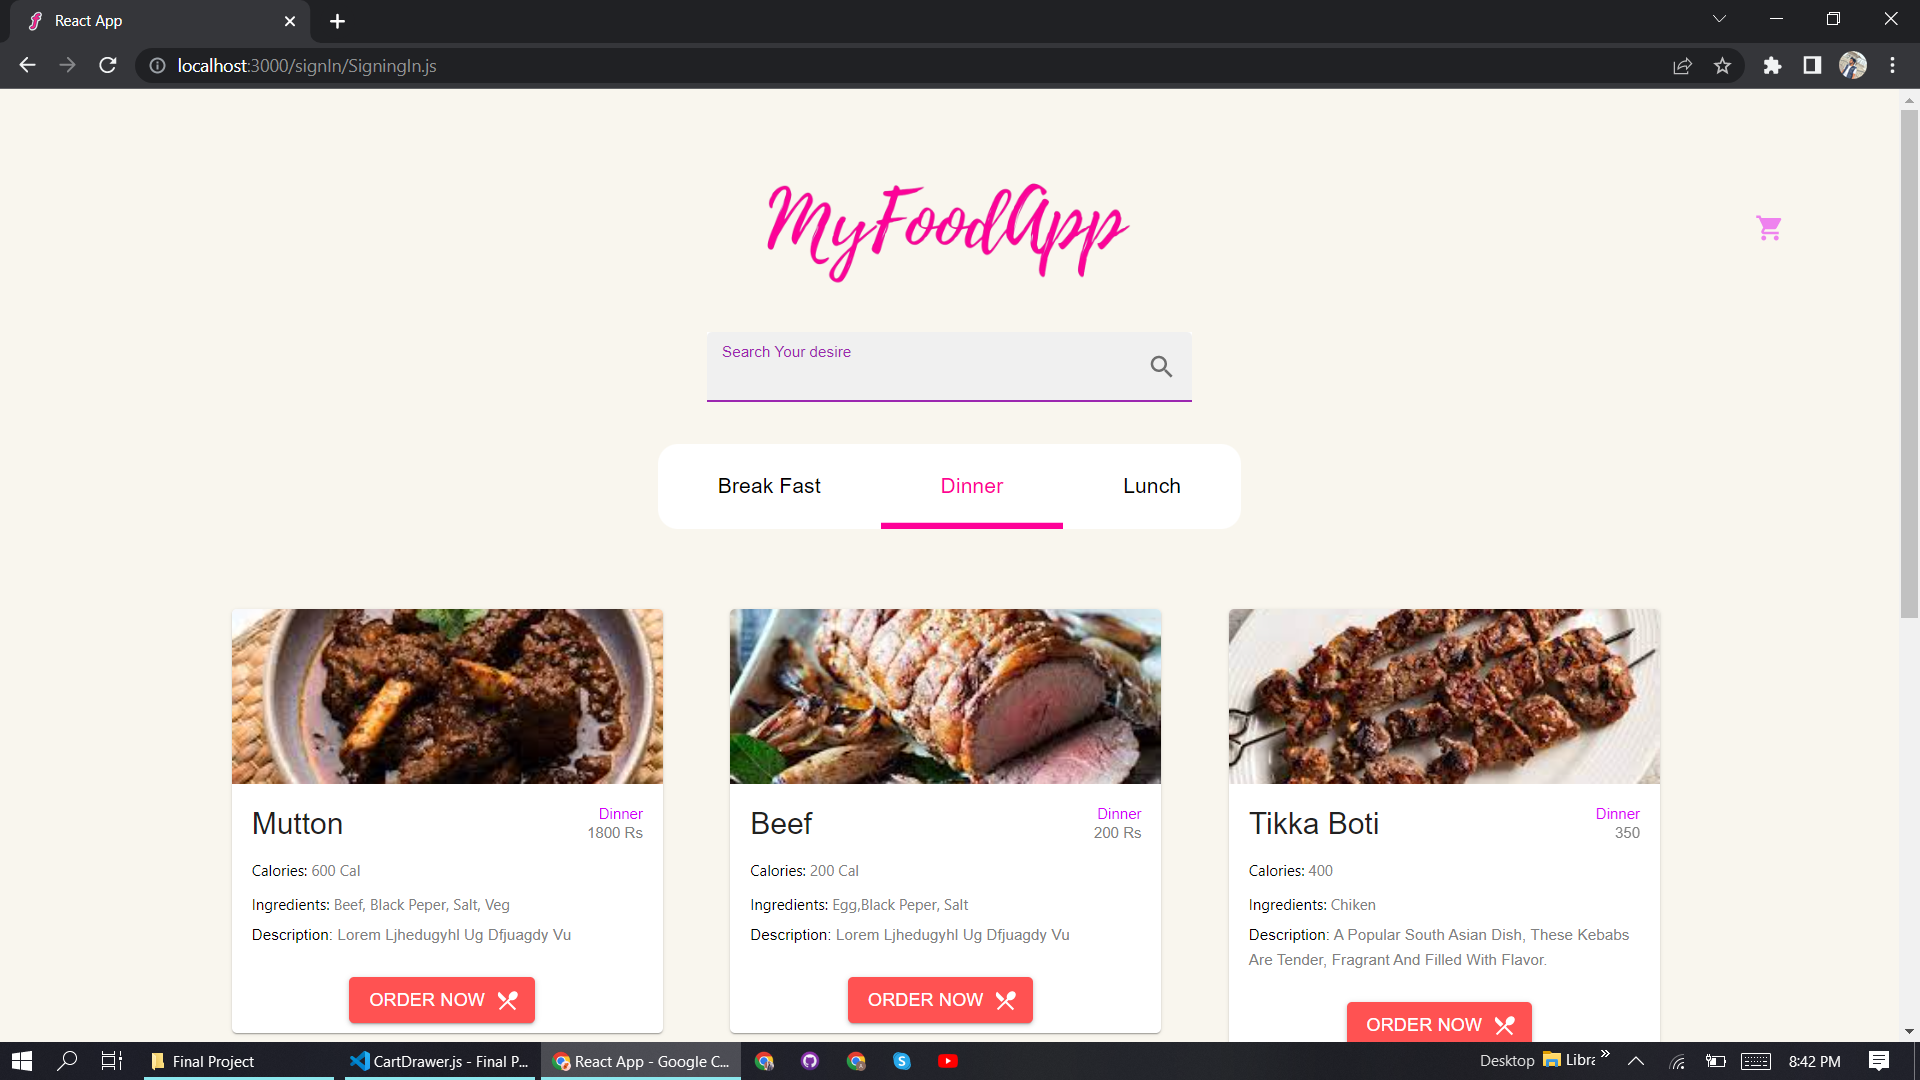 React App
localhost:3000/signIn/SigningIn.js
MyFoodApp
Search Your desire
Break Fast
Dinner
Lunch
Mutton
Dinner
1800 Rs
Calories: 600 Cal
Ingredients: Beef, Black Peper, Salt, Veg
Description: Lorem Ljhedugyhl Ug Dfjuagdy Vu
ORDER NOW
Beef
Dinner
200 Rs
Calories: 200 Cal
Ingredients: Egg,Black Peper, Salt
Description: Lorem Ljhedugyhl Ug Dfjuagdy Vu
ORDER NOW
Tikka Boti
Dinner
350
Calories: 400
Ingredients: Chiken
Description: A Popular South Asian Dish, These Kebabs
Are Tender, Fragrant And Filled With Flavor.
ORDER NOW
Final Project
CartDrawer.js - Final P...
React App - Google C...
Desktop
Libra
8:42 PM